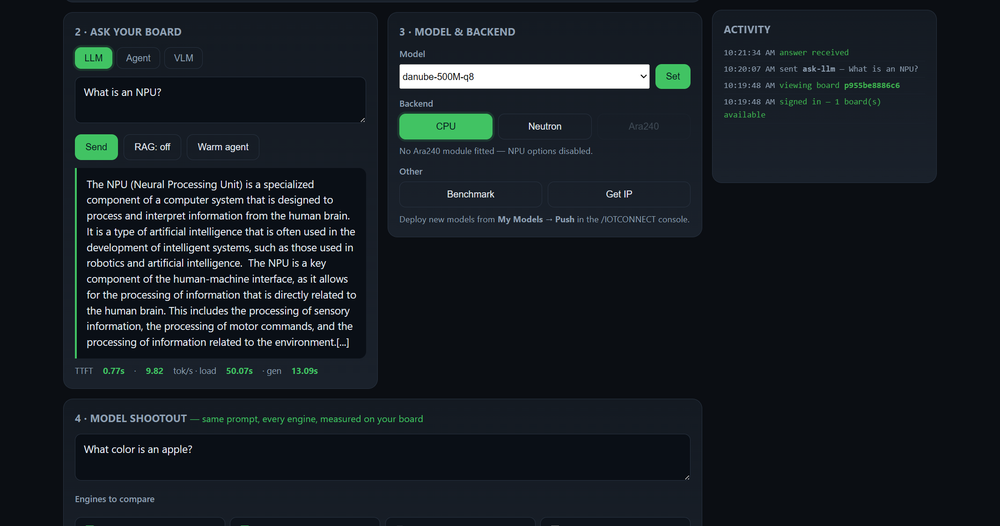 2 · ASK YOUR BOARD
LLM
Agent
VLM
What is an NPU?
Send
RAG: off
Warm agent
The NPU (Neural Processing Unit) is a specialized
component of a computer system that is designed to
process and interpret information from the human brain.
It is a type of artificial intelligence that is often used in the
development of intelligent systems, such as those used in
robotics and artificial intelligence.  The NPU is a key
component of the human-machine interface, as it allows
for the processing of information that is directly related to
the human brain. This includes the processing of sensory
information, the processing of motor commands, and the
processing of information related to the environment.[...]
TTFT 0.77s · 9.82 tok/s · load 50.07s · gen 13.09s
3 · MODEL & BACKEND
Model
danube-500M-q8
Set
Backend
CPU
Neutron
Ara240
No Ara240 module fitted — NPU options disabled.
Other
Benchmark
Get IP
Deploy new models from My Models → Push in the /IOTCONNECT console.
ACTIVITY
10:21:34 AM answer received
10:20:07 AM sent ask-llm — What is an NPU?
10:19:48 AM viewing board p955be8886c6
10:19:48 AM signed in — 1 board(s)
available
4 · MODEL SHOOTOUT — same prompt, every engine, measured on your board
What color is an apple?
Engines to compare